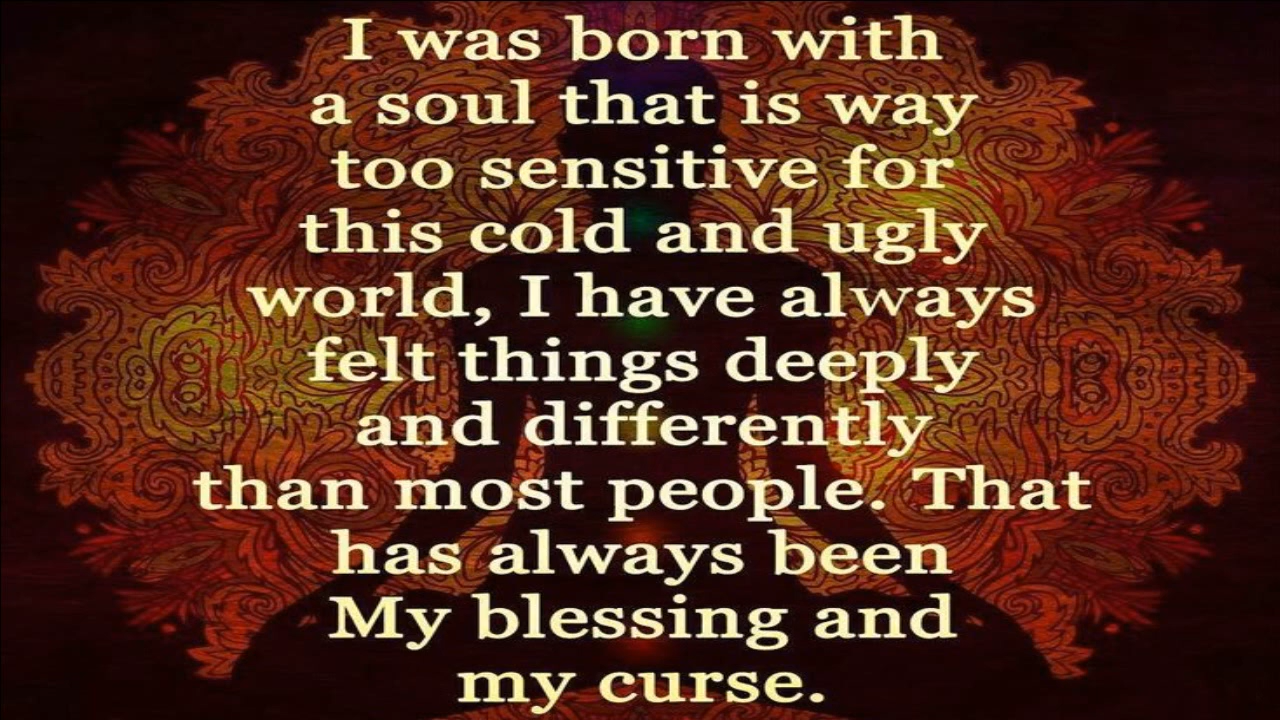 I was born with
a soul that is way
too sensitive for
this cold and ugly
world, I have always
felt things deeply
and differently
than most people. That
has always been
My blessing and
my curse.